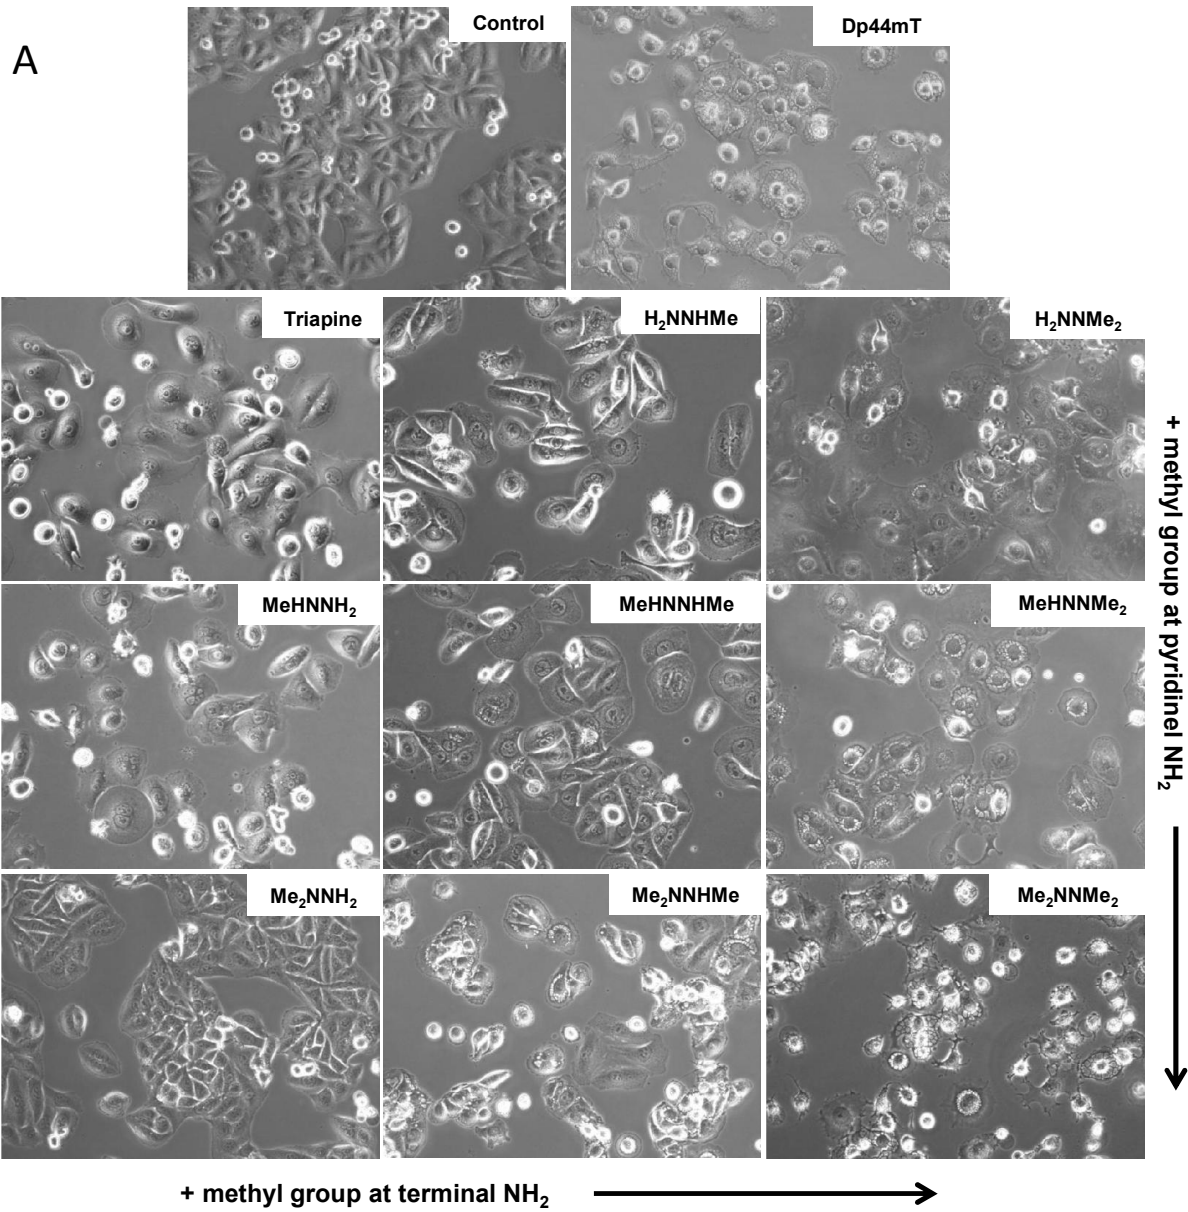 A
Control
Dp44mT
Triapine
H₂NNHMe
H₂NNMe₂
MeHNNH₂
MeHNNHMe
MeHNNMe₂
Me₂NNH₂
Me₂NNHMe
Me₂NNMe₂
+ methyl group at pyridinel NH₂
+ methyl group at terminal NH₂